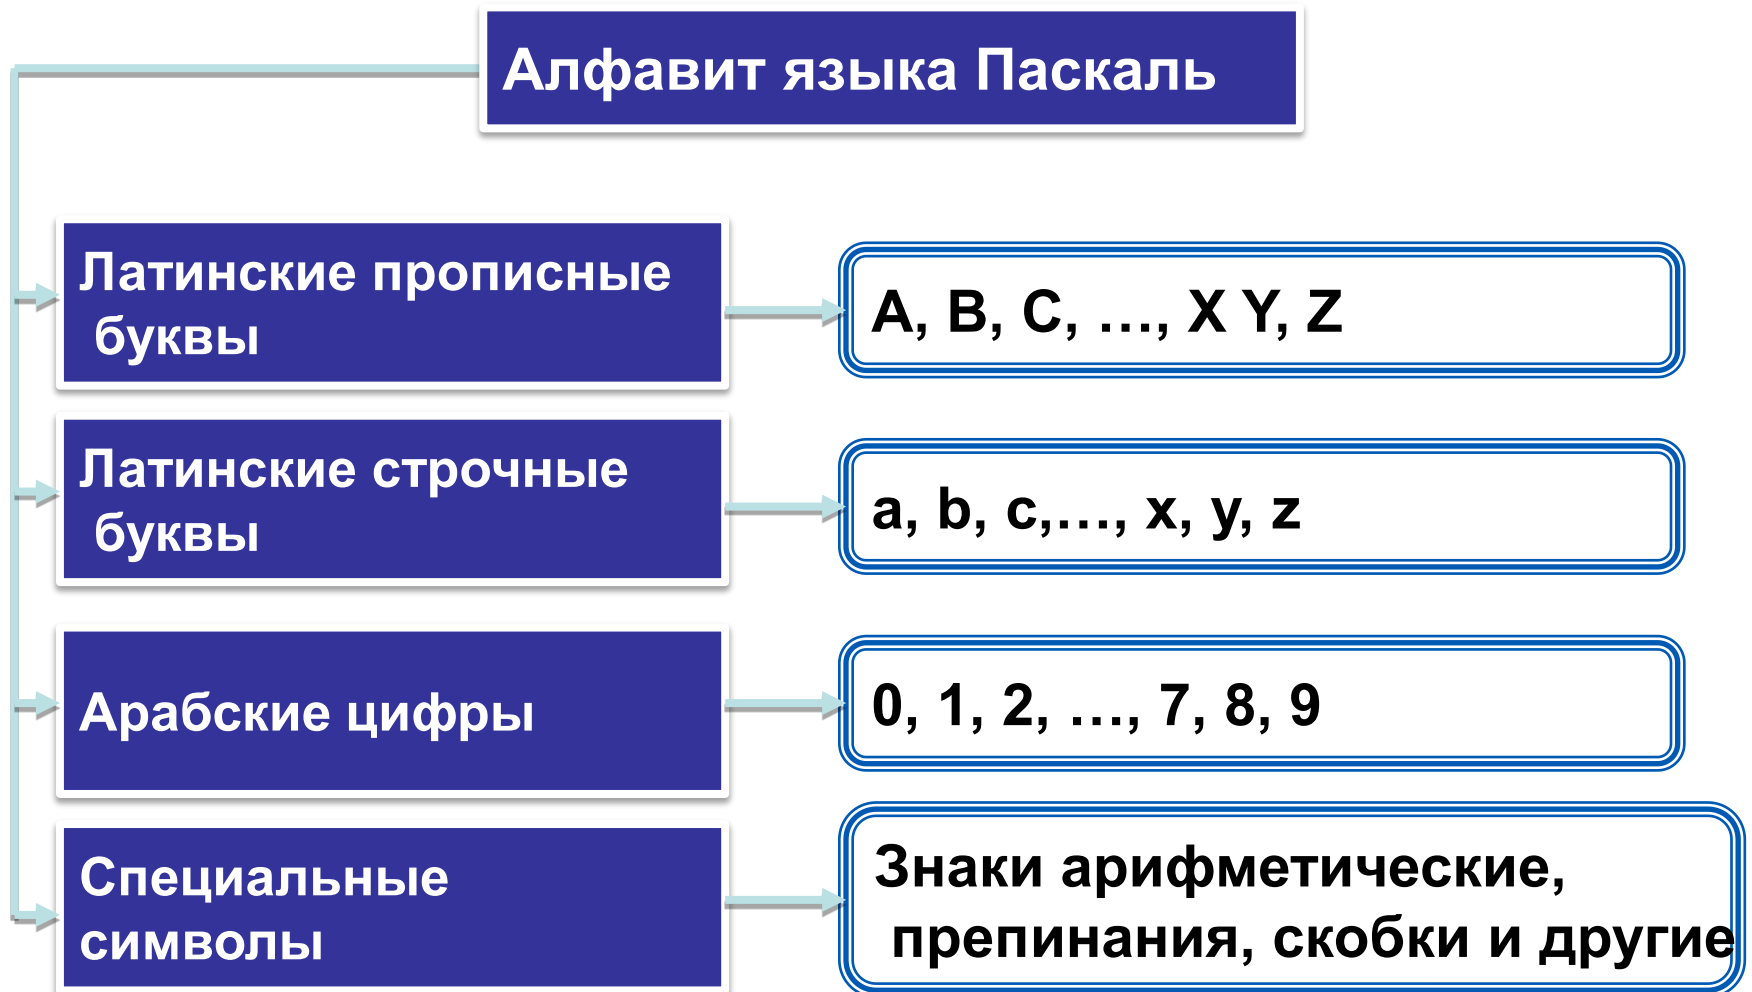 Алфавит языка Паскаль
Латинские прописные
буквы
A, B, C, …, X Y, Z
Латинские строчные
буквы
a, b, c,…, x, y, z
Арабские цифры
0, 1, 2, …, 7, 8, 9
Специальные
символы
Знаки арифметические,
препинания, скобки и другие